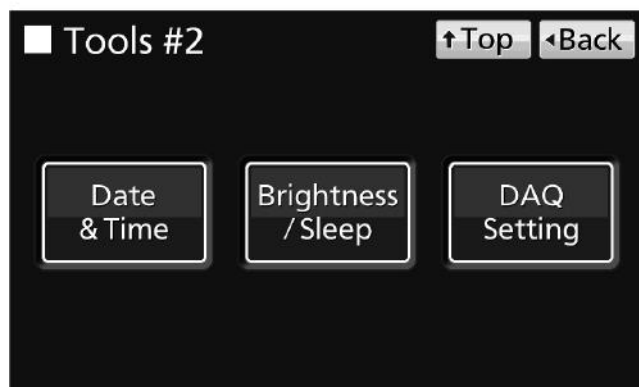 Tools #2
↑Top
◂Back
Date
& Time
Brightness
/ Sleep
DAQ
Setting